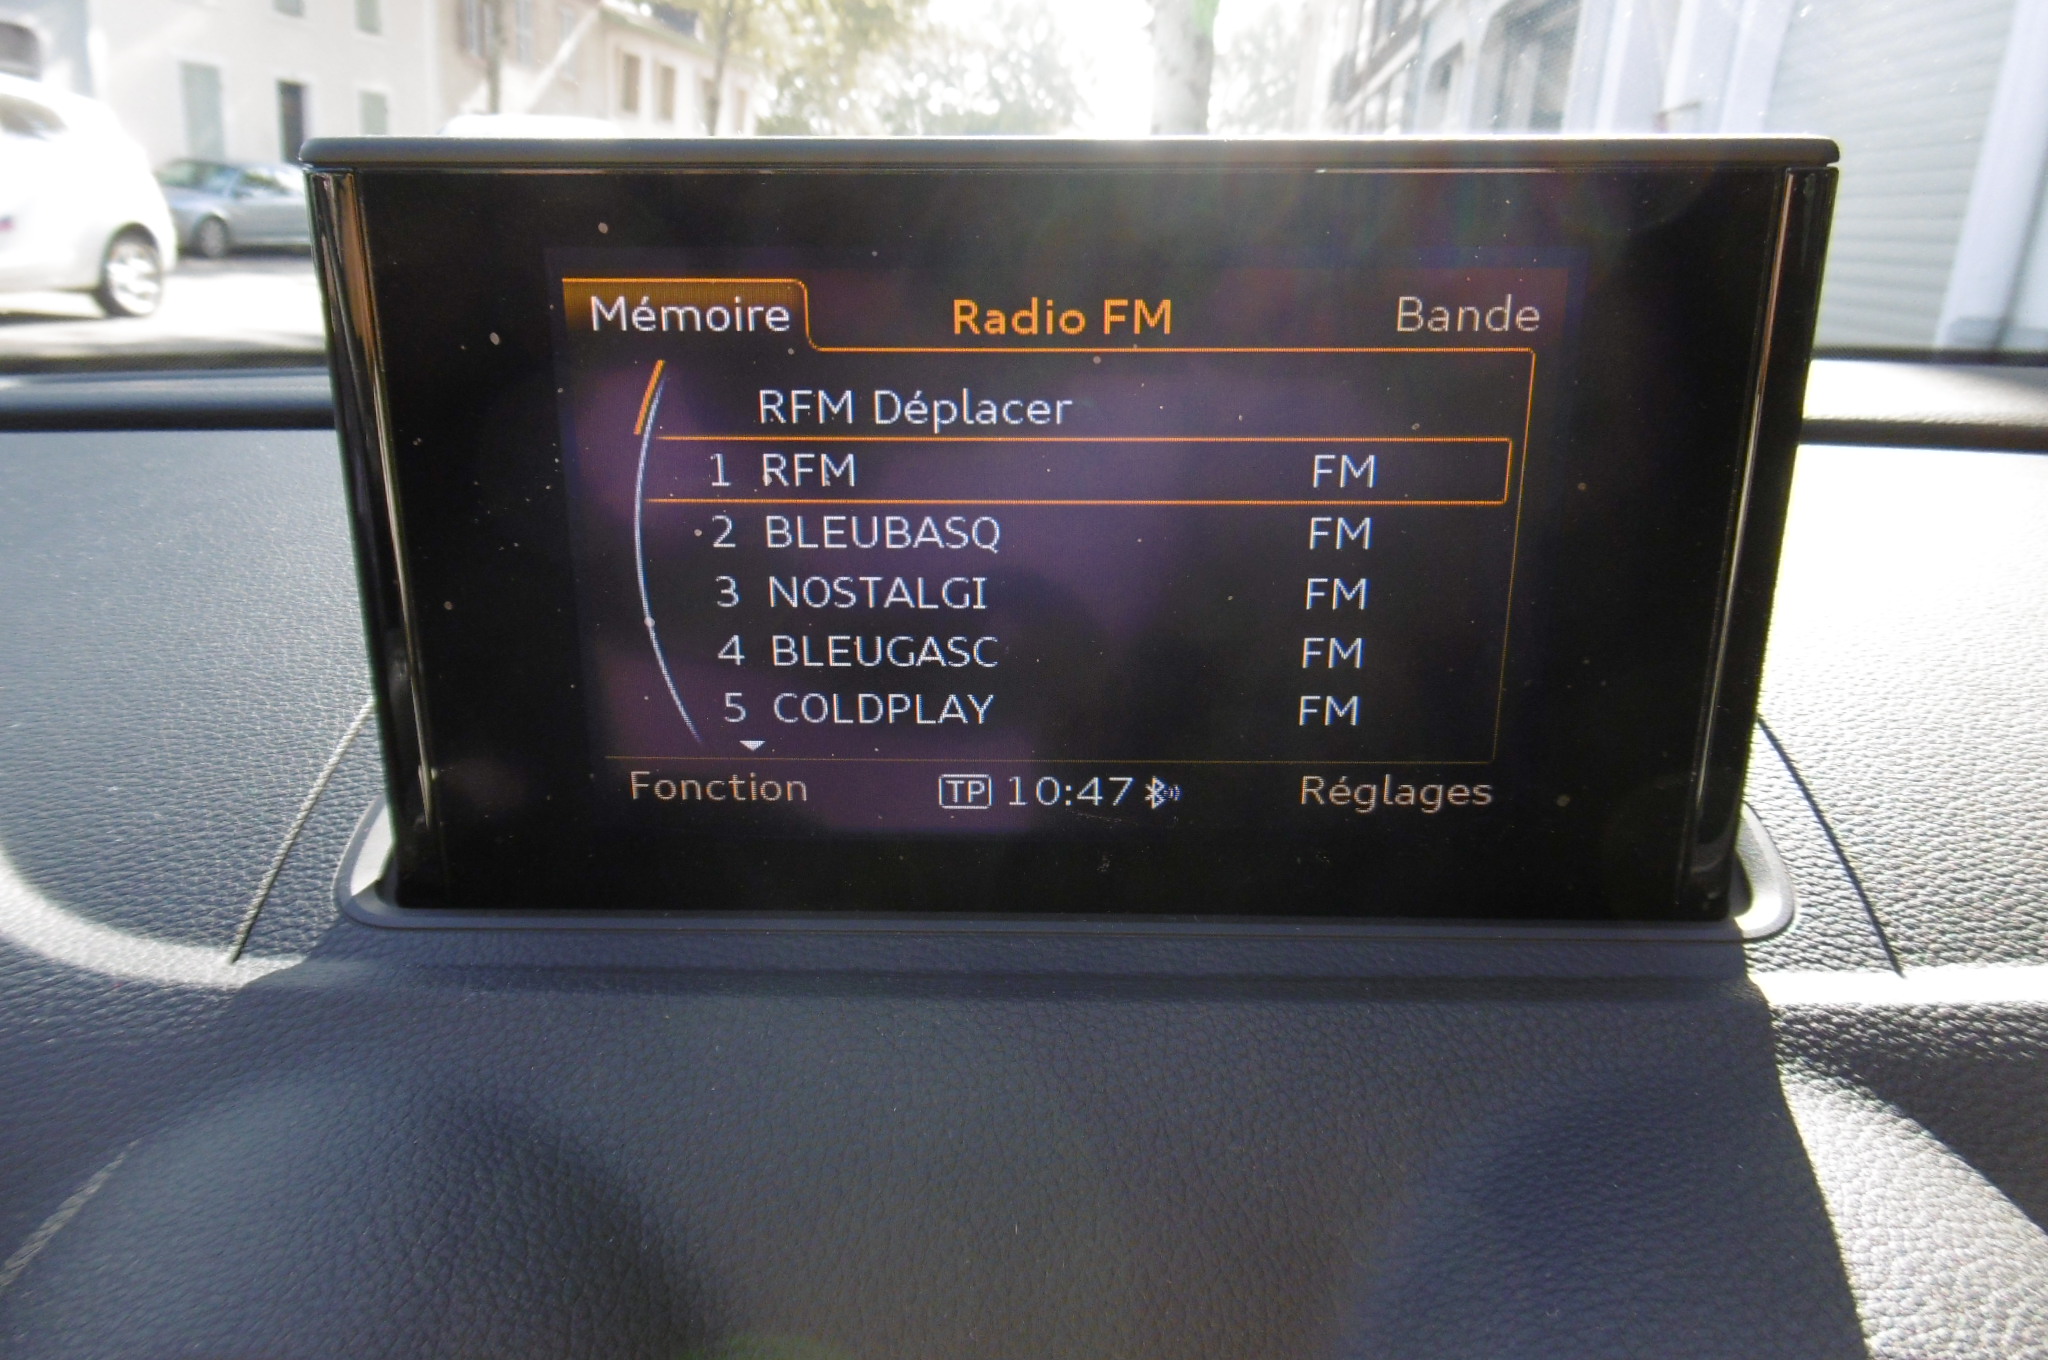 Mémoire Radio FM Bande
RFM Déplacer
1 RFM FM
2 BLEUBASQ FM
3 NOSTALGI FM
4 BLEUGASC FM
5 COLDPLAY FM
Fonction TP 10:47 Réglages